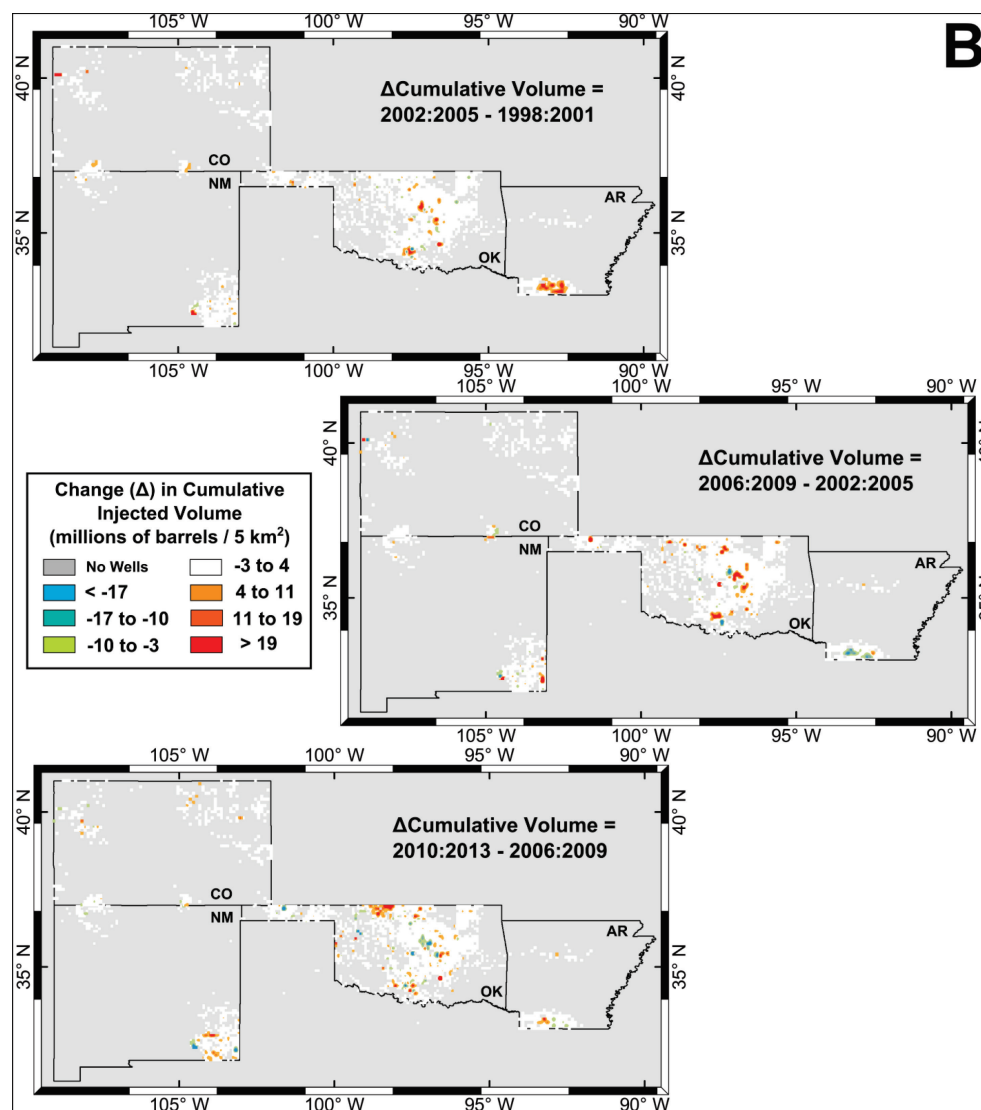 B
105° W 100° W 95° W 90° W
40° N 40° N
ΔCumulative Volume =
2002:2005 - 1998:2001
CO
NM
AR
35° N 35° N
OK
105° W 100° W 95° W 90° W
105° W 100° W 95° W 90° W
40° N 40° N
ΔCumulative Volume =
2006:2009 - 2002:2005
CO
NM
AR
35° N 35° N
OK
105° W 100° W 95° W 90° W
Change (Δ) in Cumulative
Injected Volume
(millions of barrels / 5 km²)
No Wells -3 to 4
< -17 4 to 11
-17 to -10 11 to 19
-10 to -3 > 19
105° W 100° W 95° W 90° W
40° N 40° N
ΔCumulative Volume =
2010:2013 - 2006:2009
CO
NM
AR
35° N 35° N
OK
105° W 100° W 95° W 90° W